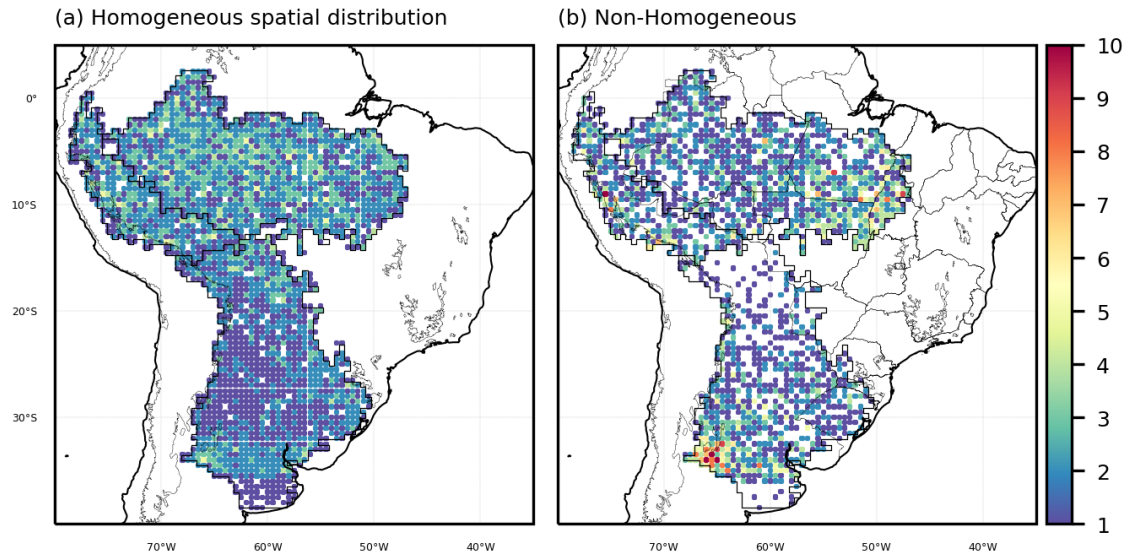 (a) Homogeneous spatial distribution
(b) Non-Homogeneous
0°
10°S
20°S
30°S
70°W
60°W
50°W
40°W
70°W
60°W
50°W
40°W
10
9
8
7
6
5
4
3
2
1